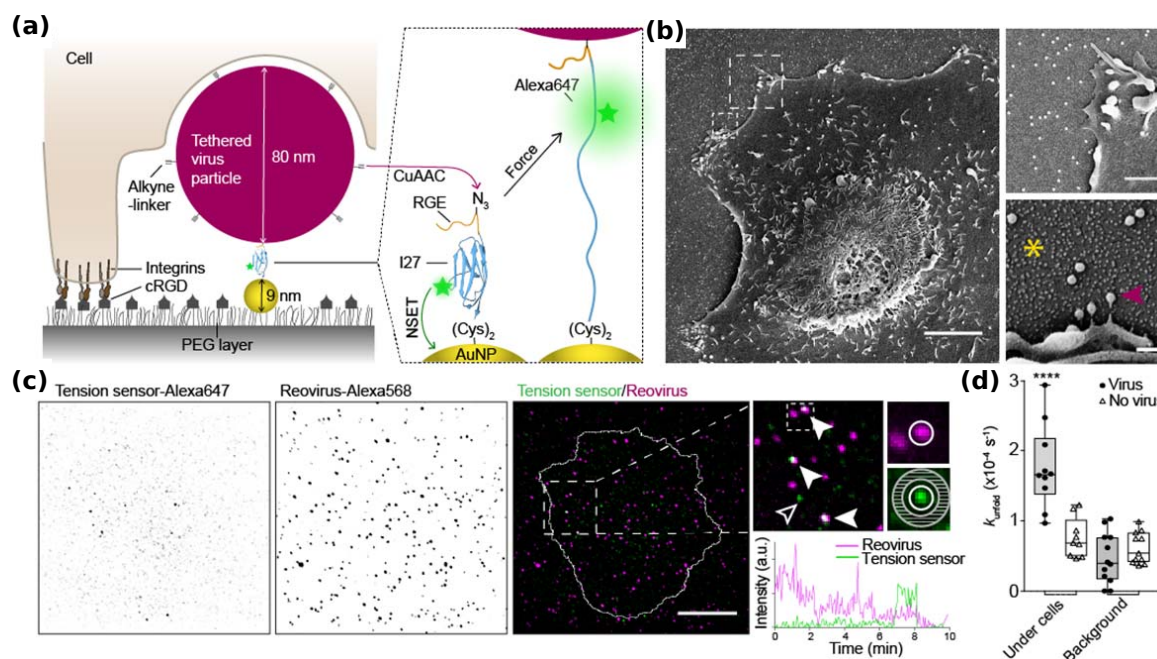 (a)
Cell
Tethered
virus
particle
80 nm
Alkyne
-linker
Integrins
cRGD
9 nm
PEG layer
CuAAC
N3
RGE
I27
NSET
(Cys)2
AuNP
Force
Alexa647
(Cys)2
(b)
*
(c)
Tension sensor-Alexa647
Reovirus-Alexa568
Tension sensor/Reovirus
Intensity (a.u.)
Reovirus
Tension sensor
0 2 4 6 8 10
Time (min)
(d)
****
Virus
No viru
kunfold (x10⁻⁴ s⁻¹)
3
2
1
0
Under cells
Background